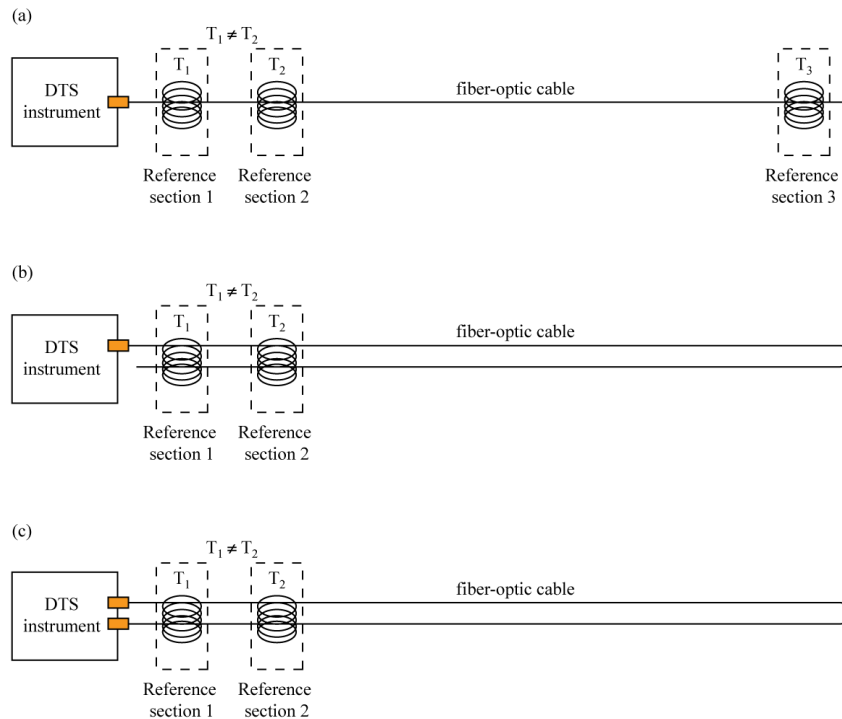 (a)
T₁ ≠ T₂
DTS
instrument
T₁
T₂
fiber-optic cable
T₃
Reference
section 1
Reference
section 2
Reference
section 3
(b)
T₁ ≠ T₂
DTS
instrument
T₁
T₂
fiber-optic cable
Reference
section 1
Reference
section 2
(c)
T₁ ≠ T₂
DTS
instrument
T₁
T₂
fiber-optic cable
Reference
section 1
Reference
section 2